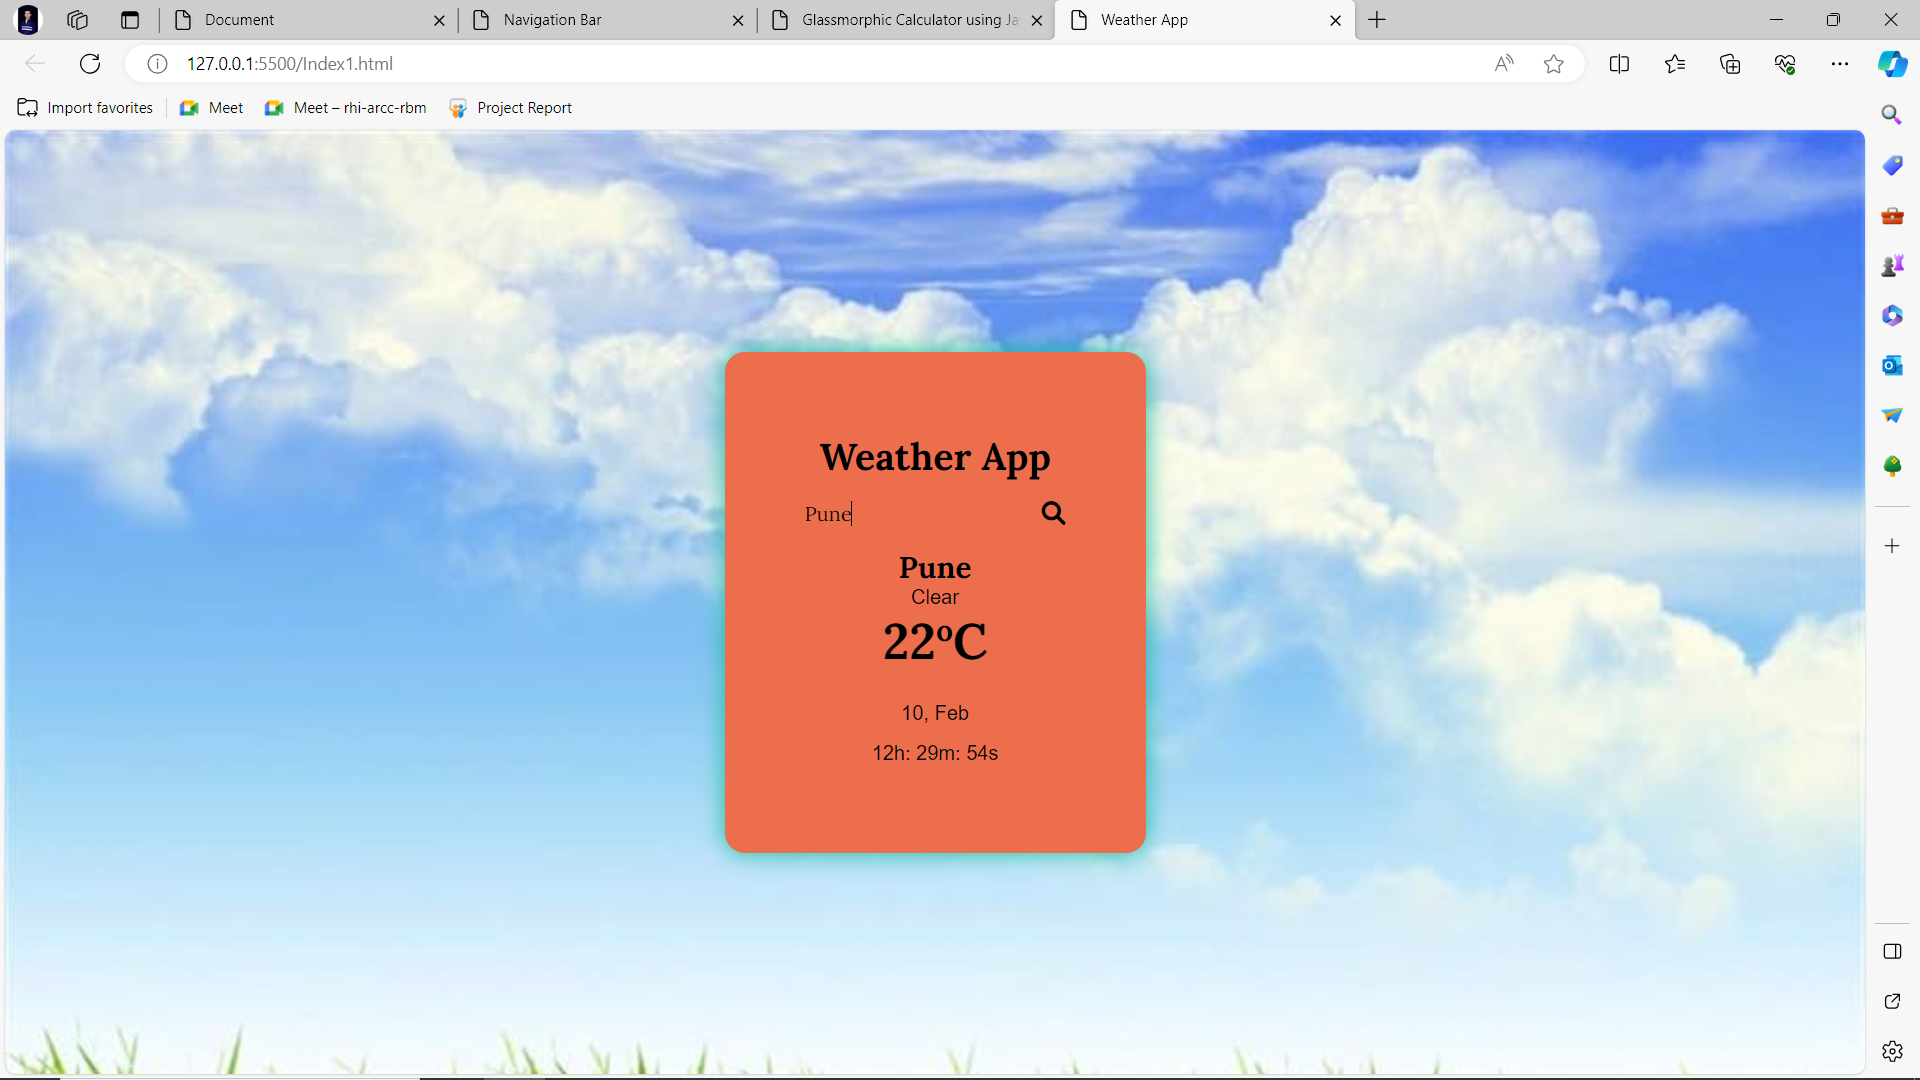 Document
Navigation Bar
Glassmorphic Calculator using Ja
Weather App
127.0.0.1:5500/Index1.html
Import favorites
Meet
Meet – rhi-arcc-rbm
Project Report
Weather App
Pune
Pune
Clear
22°C
10, Feb
12h: 29m: 54s